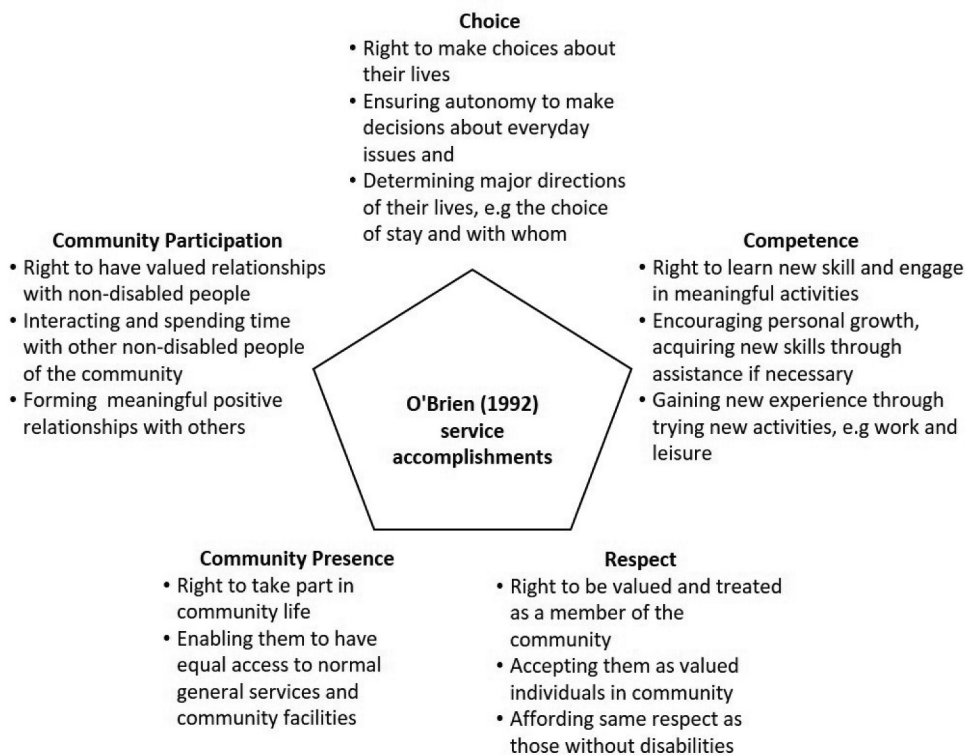 Choice
• Right to make choices about
their lives
• Ensuring autonomy to make
decisions about everyday
issues and
• Determining major directions
of their lives, e.g the choice
of stay and with whom
Community Participation
• Right to have valued relationships
with non-disabled people
• Interacting and spending time
with other non-disabled people
of the community
• Forming  meaningful positive
relationships with others
Competence
• Right to learn new skill and engage
in meaningful activities
• Encouraging personal growth,
acquiring new skills through
assistance if necessary
• Gaining new experience through
trying new activities, e.g work and
leisure
O'Brien (1992)
service
accomplishments
Community Presence
• Right to take part in
community life
• Enabling them to have
equal access to normal
general services and
community facilities
Respect
• Right to be valued and treated
as a member of the
community
• Accepting them as valued
individuals in community
• Affording same respect as
those without disabilities